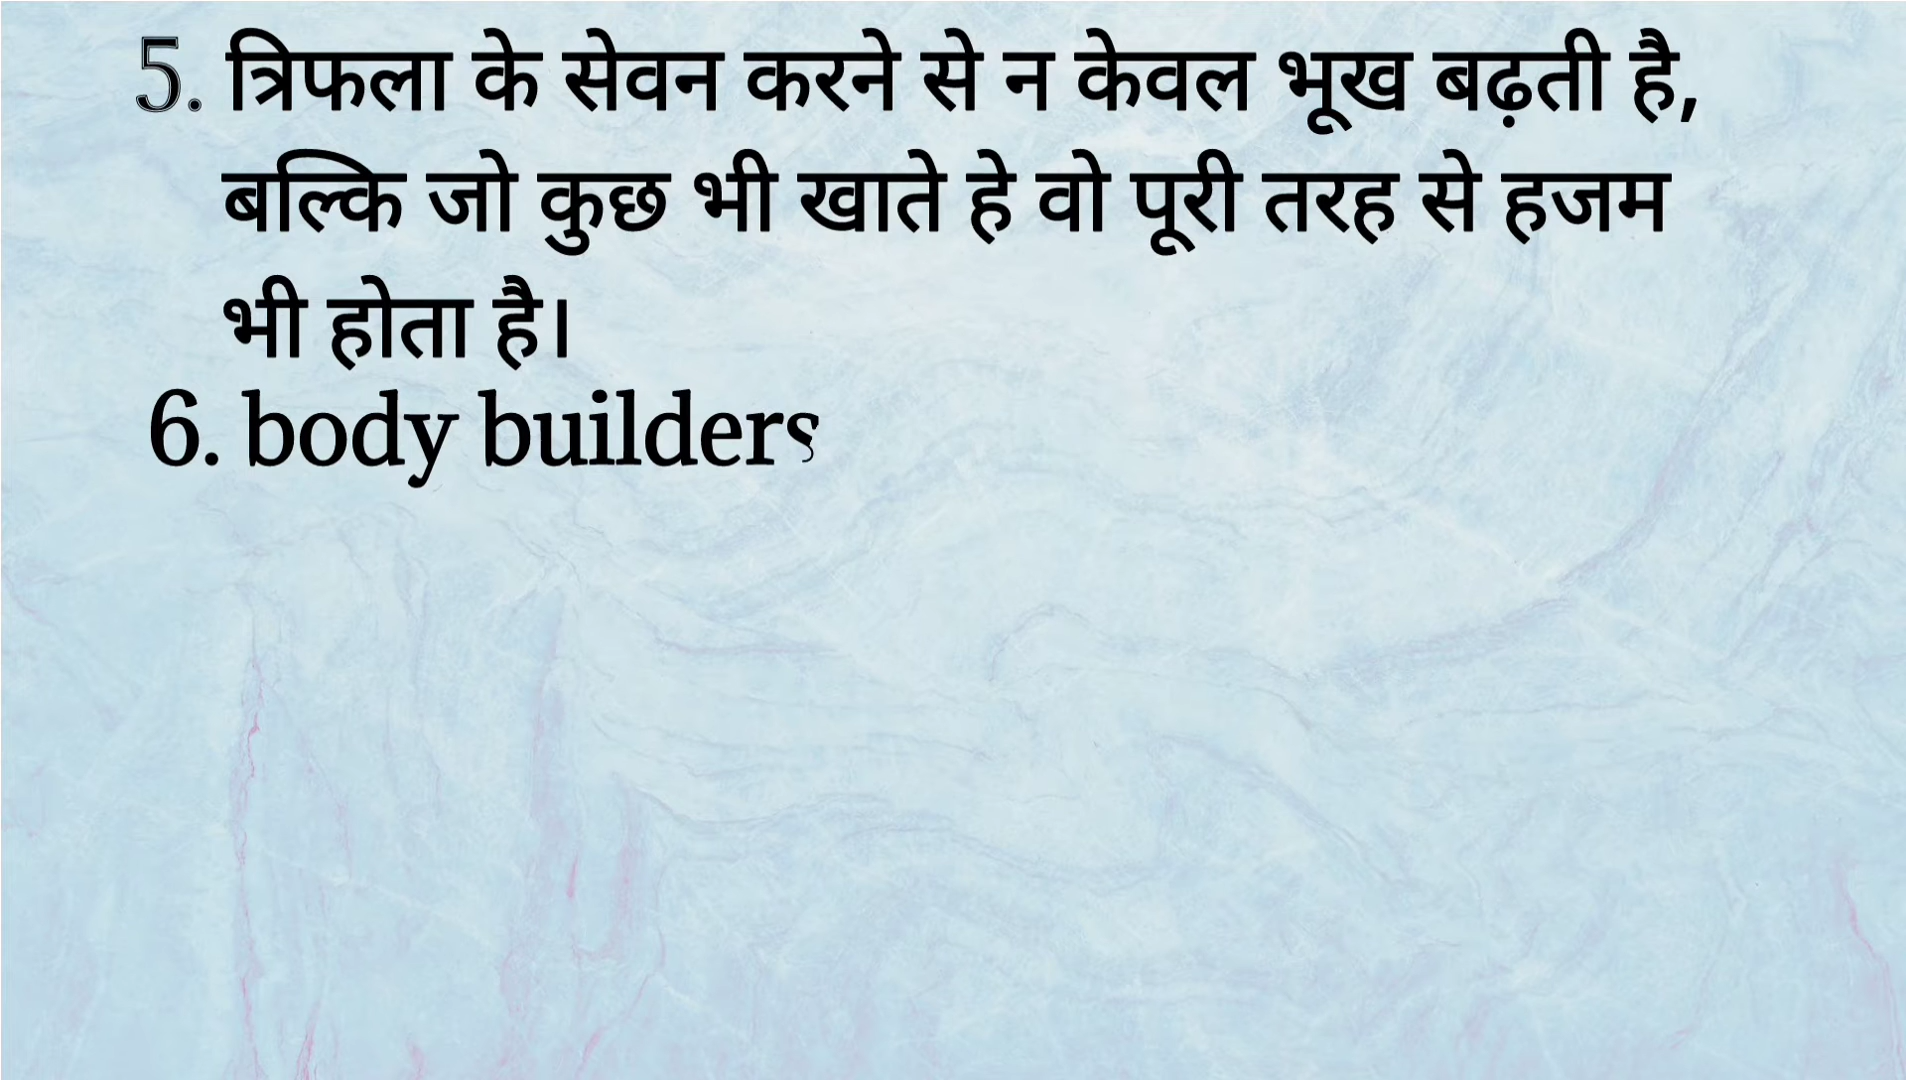 5. त्रिफला के सेवन करने से न केवल भूख बढ़ती है,
बल्कि जो कुछ भी खाते हे वो पूरी तरह से हजम
भी होता है।
6. body builders